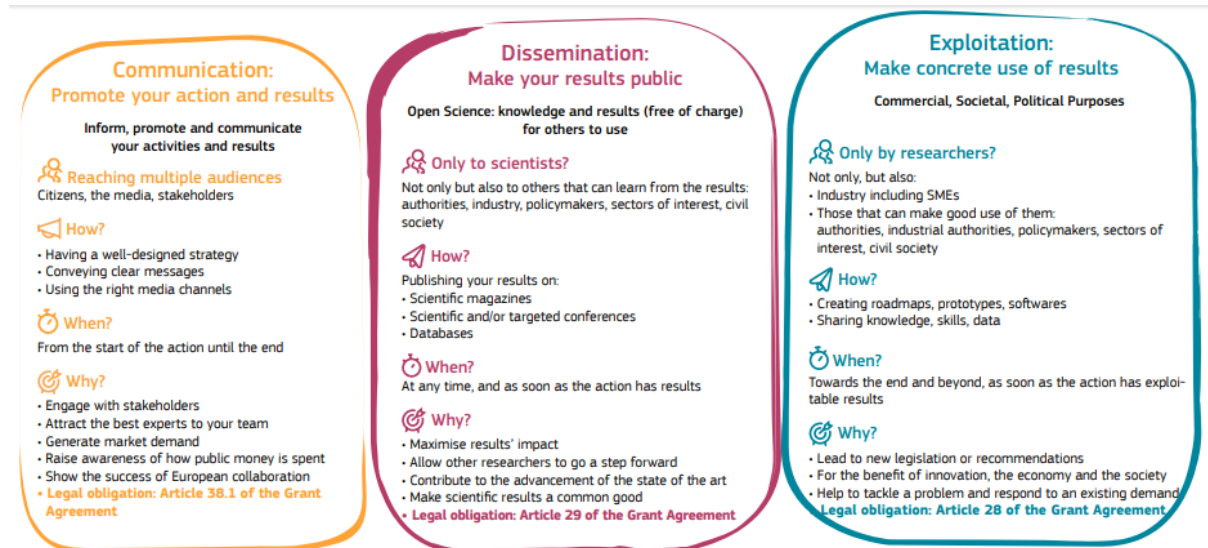 Communication:
Promote your action and results
Inform, promote and communicate
your activities and results
Reaching multiple audiences
Citizens, the media, stakeholders
How?
• Having a well-designed strategy
• Conveying clear messages
• Using the right media channels
When?
From the start of the action until the end
Why?
• Engage with stakeholders
• Attract the best experts to your team
• Generate market demand
• Raise awareness of how public money is spent
• Show the success of European collaboration
• Legal obligation: Article 38.1 of the Grant
Agreement
Dissemination:
Make your results public
Open Science: knowledge and results (free of charge)
for others to use
Only to scientists?
Not only but also to others that can learn from the results:
authorities, industry, policymakers, sectors of interest, civil
society
How?
Publishing your results on:
• Scientific magazines
• Scientific and/or targeted conferences
• Databases
When?
At any time, and as soon as the action has results
Why?
• Maximise results' impact
• Allow other researchers to go a step forward
• Contribute to the advancement of the state of the art
• Make scientific results a common good
• Legal obligation: Article 29 of the Grant Agreement
Exploitation:
Make concrete use of results
Commercial, Societal, Political Purposes
Only by researchers?
Not only, but also:
• Industry including SMEs
• Those that can make good use of them:
authorities, industrial authorities, policymakers, sectors of
interest, civil society
How?
• Creating roadmaps, prototypes, softwares
• Sharing knowledge, skills, data
When?
Towards the end and beyond, as soon as the action has exploi-
table results
Why?
• Lead to new legislation or recommendations
• For the benefit of innovation, the economy and the society
• Help to tackle a problem and respond to an existing demand
Legal obligation: Article 28 of the Grant Agreement